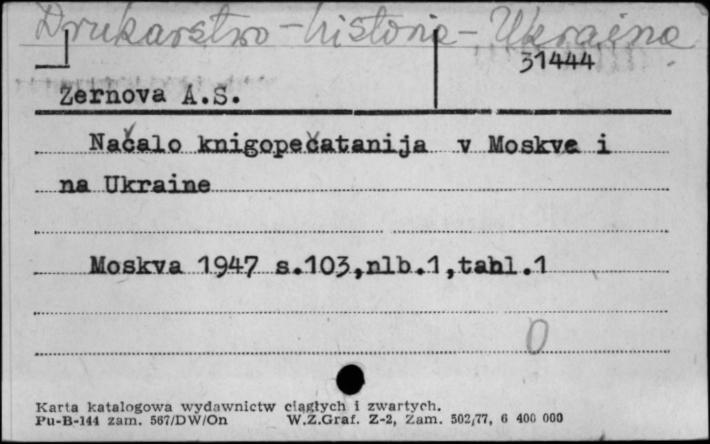 Drukarstwo - historia - Ukraina
31444
Zernova A.S.
Načalo knigopečatanija v Moskve i
na Ukraine
Moskva 1947 s.103,nlb.1,tabl.1
0
Karta katalogowa wydawnictw ciągłych i zwartych.
Pu-B-144 zam. 567/DW/On W.Z.Graf. Z-2, Zam. 502/77, 6 400 000